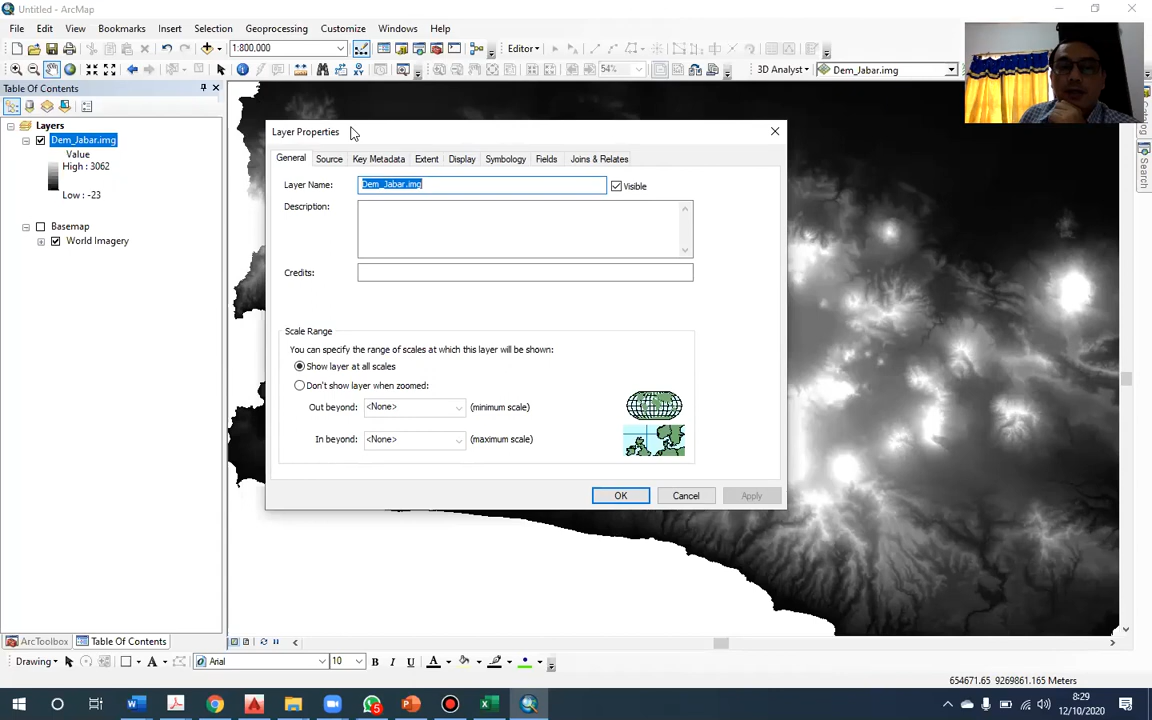 Untitled - ArcMap
File Edit View Bookmarks Insert Selection Geoprocessing Customize Windows Help
1:800,000
Editor
54%
3D Analyst
Dem_Jabar.img
Table Of Contents
Layers
Dem_Jabar.img
Value
High : 3062
Low : -23
Basemap
World Imagery
Layer Properties
General Source Key Metadata Extent Display Symbology Fields Joins & Relates
Layer Name: Dem_Jabar.img Visible
Description:
Credits:
Scale Range
You can specify the range of scales at which this layer will be shown:
Show layer at all scales
Don't show layer when zoomed:
Out beyond: <None> (minimum scale)
In beyond: <None> (maximum scale)
OK Cancel Apply
Catalog
Search
ArcToolbox Table Of Contents
Drawing Arial 10 B I U A
654671.65 9269861.165 Meters
8:29
12/10/2020